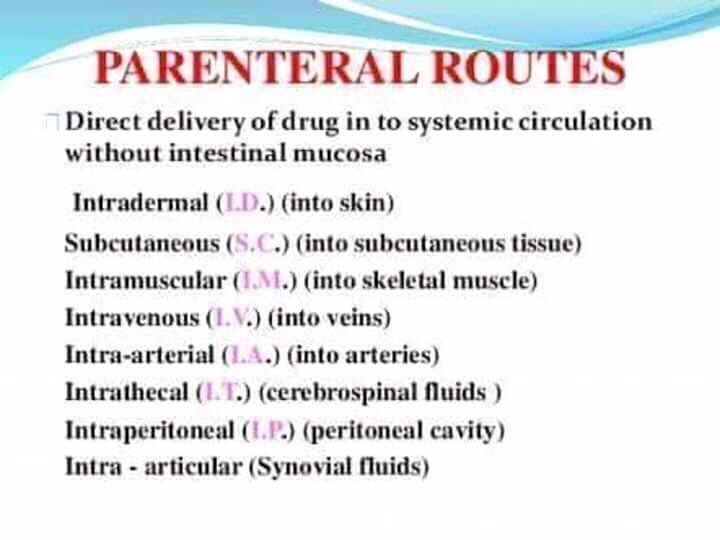 PARENTERAL ROUTES
Direct delivery of drug in to systemic circulation
without intestinal mucosa
Intradermal (I.D.) (into skin)
Subcutaneous (S.C.) (into subcutaneous tissue)
Intramuscular (I.M.) (into skeletal muscle)
Intravenous (I.V.) (into veins)
Intra-arterial (I.A.) (into arteries)
Intrathecal (I.T.) (cerebrospinal fluids )
Intraperitoneal (I.P.) (peritoneal cavity)
Intra - articular (Synovial fluids)